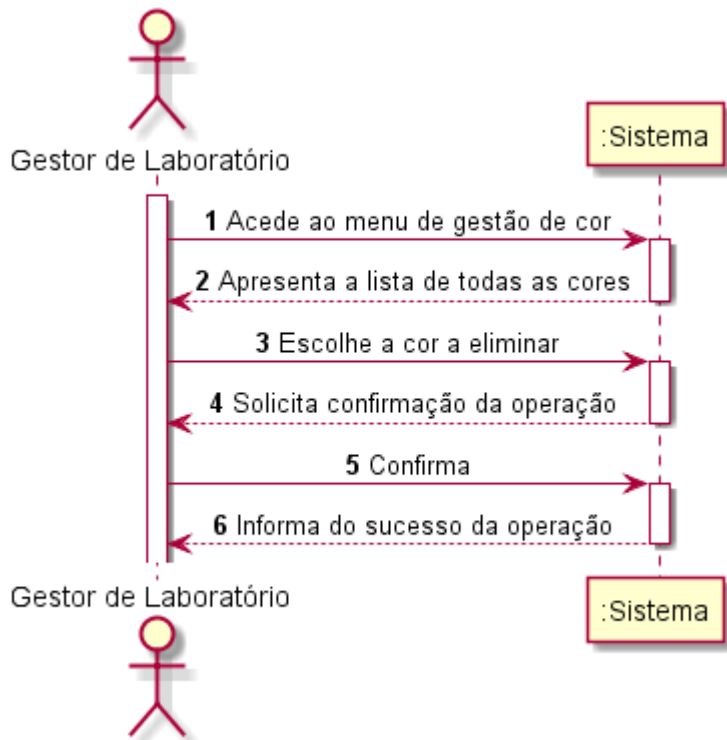 Gestor de Laboratório
:Sistema
1 Acede ao menu de gestão de cor
2 Apresenta a lista de todas as cores
3 Escolhe a cor a eliminar
4 Solicita confirmação da operação
5 Confirma
6 Informa do sucesso da operação
Gestor de Laboratório
:Sistema